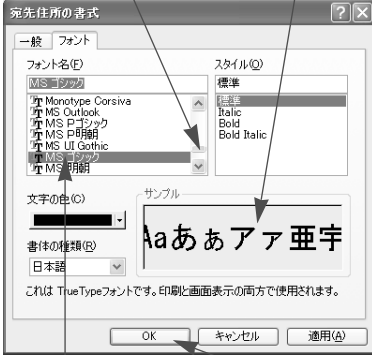 宛先住所の書式
一般 フォント
フォント名(F)
MS ゴシック
Monotype Corsiva
MS Outlook
MS Pゴシック
MS P明朝
MS UI Gothic
MS ゴシック
MS 明朝
スタイル(O)
標準
標準
Italic
Bold
Bold Italic
文字の色(C)
書体の種類(R)
日本語
サンプル
Aaあぁアァ亜宇
これは TrueTypeフォントです。印刷と画面表示の両方で使用されます。
OK キャンセル 適用(A)